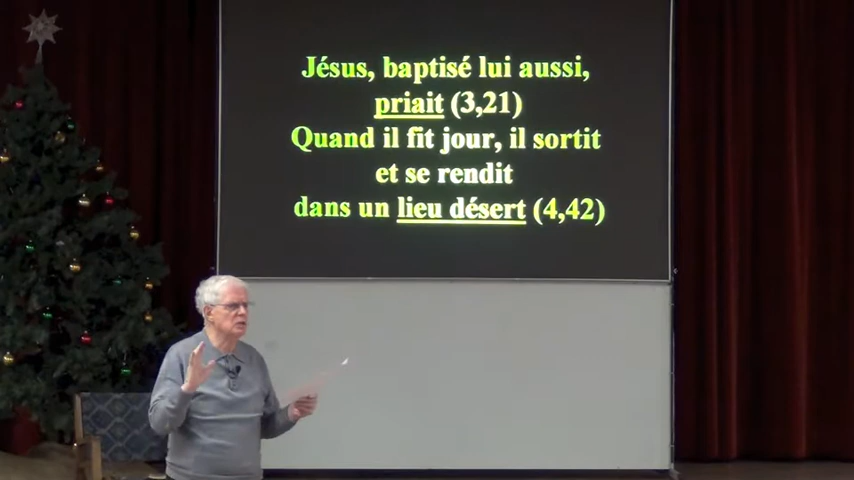 Jésus, baptisé lui aussi,
priait (3,21)
Quand il fit jour, il sortit
et se rendit
dans un lieu désert (4,42)